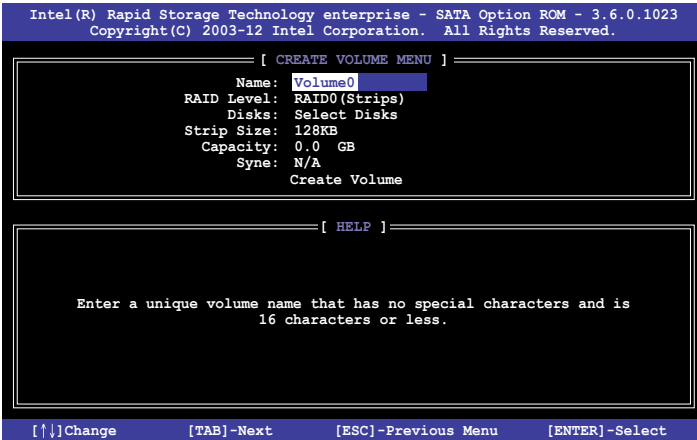 Intel(R) Rapid Storage Technology enterprise - SATA Option ROM - 3.6.0.1023
Copyright(C) 2003-12 Intel Corporation. All Rights Reserved.
[ CREATE VOLUME MENU ]
Name: Volume0
RAID Level: RAID0(Strips)
Disks: Select Disks
Strip Size: 128KB
Capacity: 0.0 GB
Syne: N/A
Create Volume
[ HELP ]
Enter a unique volume name that has no special characters and is
16 characters or less.
[↑↓]Change [TAB]-Next [ESC]-Previous Menu [ENTER]-Select